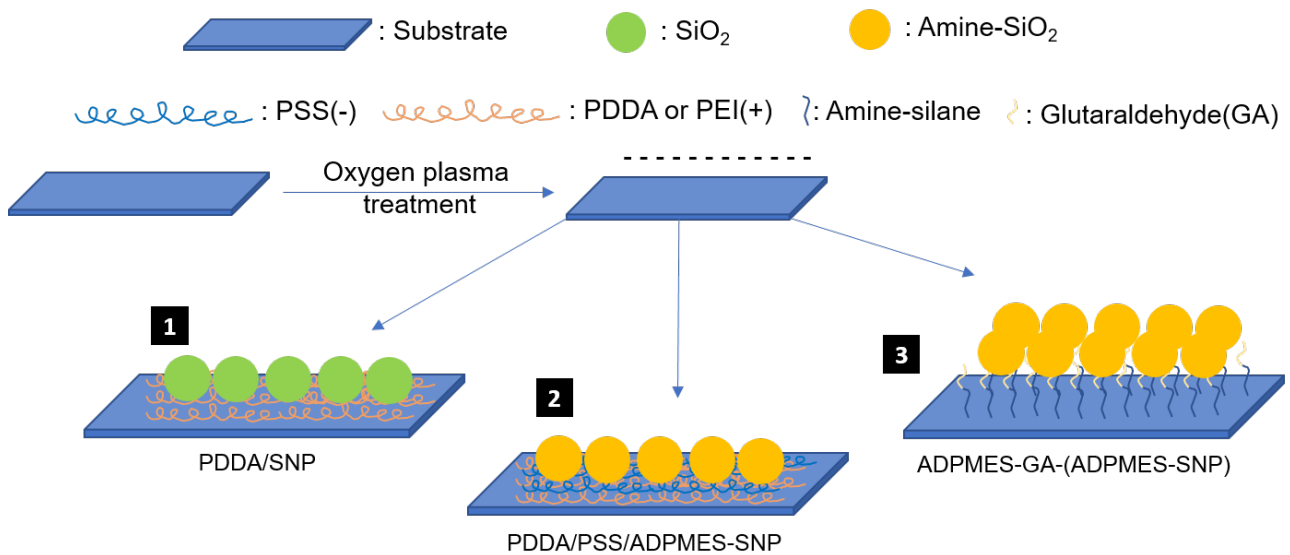 : Substrate
: SiO₂
: Amine-SiO₂
: PSS(-)
: PDDA or PEI(+)
: Amine-silane
: Glutaraldehyde(GA)
Oxygen plasma
treatment
1
PDDA/SNP
2
PDDA/PSS/ADPMES-SNP
3
ADPMES-GA-(ADPMES-SNP)